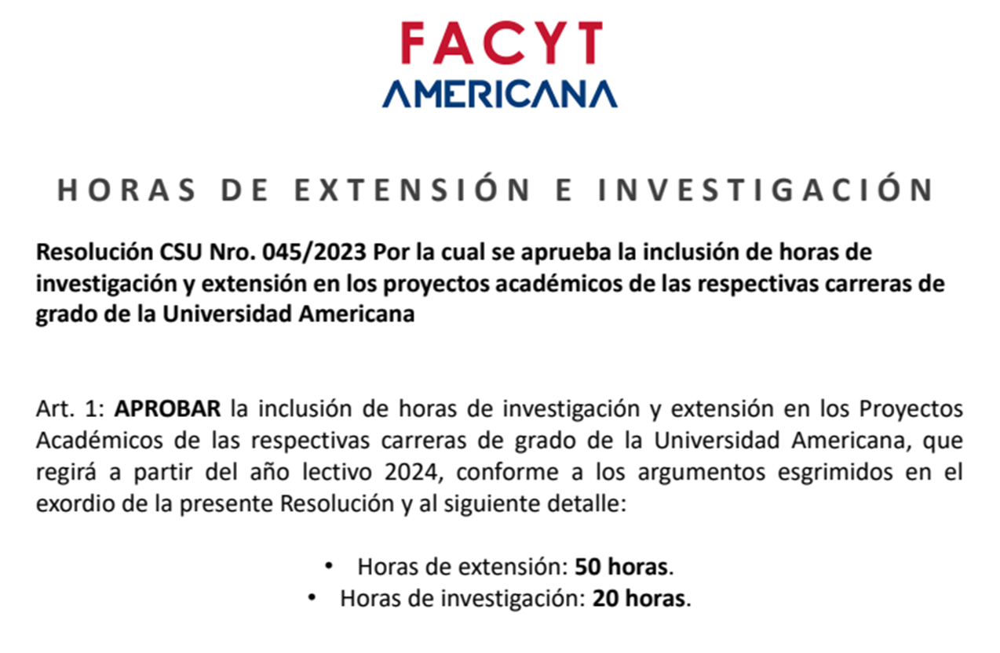 FACYT
AMERICANA
HORAS DE EXTENSIÓN E INVESTIGACIÓN
Resolución CSU Nro. 045/2023 Por la cual se aprueba la inclusión de horas de
investigación y extensión en los proyectos académicos de las respectivas carreras de
grado de la Universidad Americana
Art. 1: APROBAR la inclusión de horas de investigación y extensión en los Proyectos
Académicos de las respectivas carreras de grado de la Universidad Americana, que
regirá a partir del año lectivo 2024, conforme a los argumentos esgrimidos en el
exordio de la presente Resolución y al siguiente detalle:
• Horas de extensión: 50 horas.
• Horas de investigación: 20 horas.